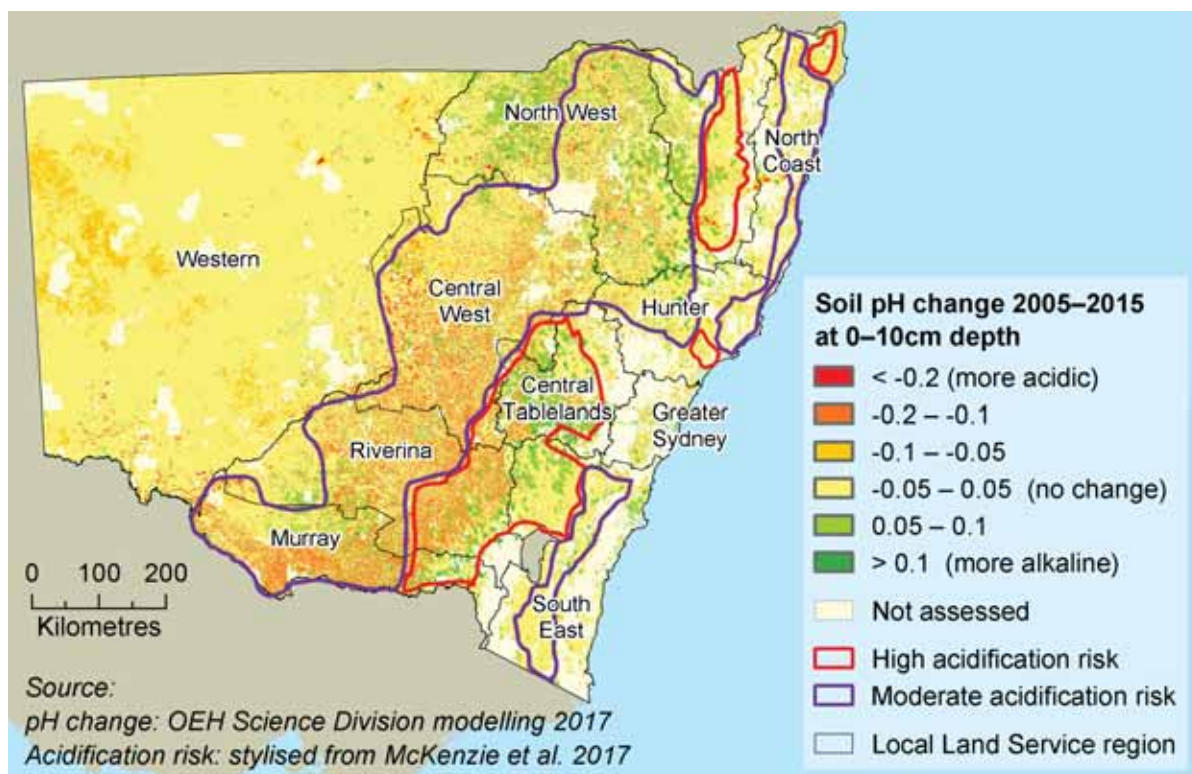 North West
North
Coast
Western
Central
West
Hunter
Central
Tablelands
Greater
Sydney
Riverina
Murray
South
East
0 100 200
Kilometres
Source:
pH change: OEH Science Division modelling 2017
Acidification risk: stylised from McKenzie et al. 2017
Soil pH change 2005–2015
at 0–10cm depth
< -0.2 (more acidic)
-0.2 – -0.1
-0.1 – -0.05
-0.05 – 0.05 (no change)
0.05 – 0.1
> 0.1 (more alkaline)
Not assessed
High acidification risk
Moderate acidification risk
Local Land Service region